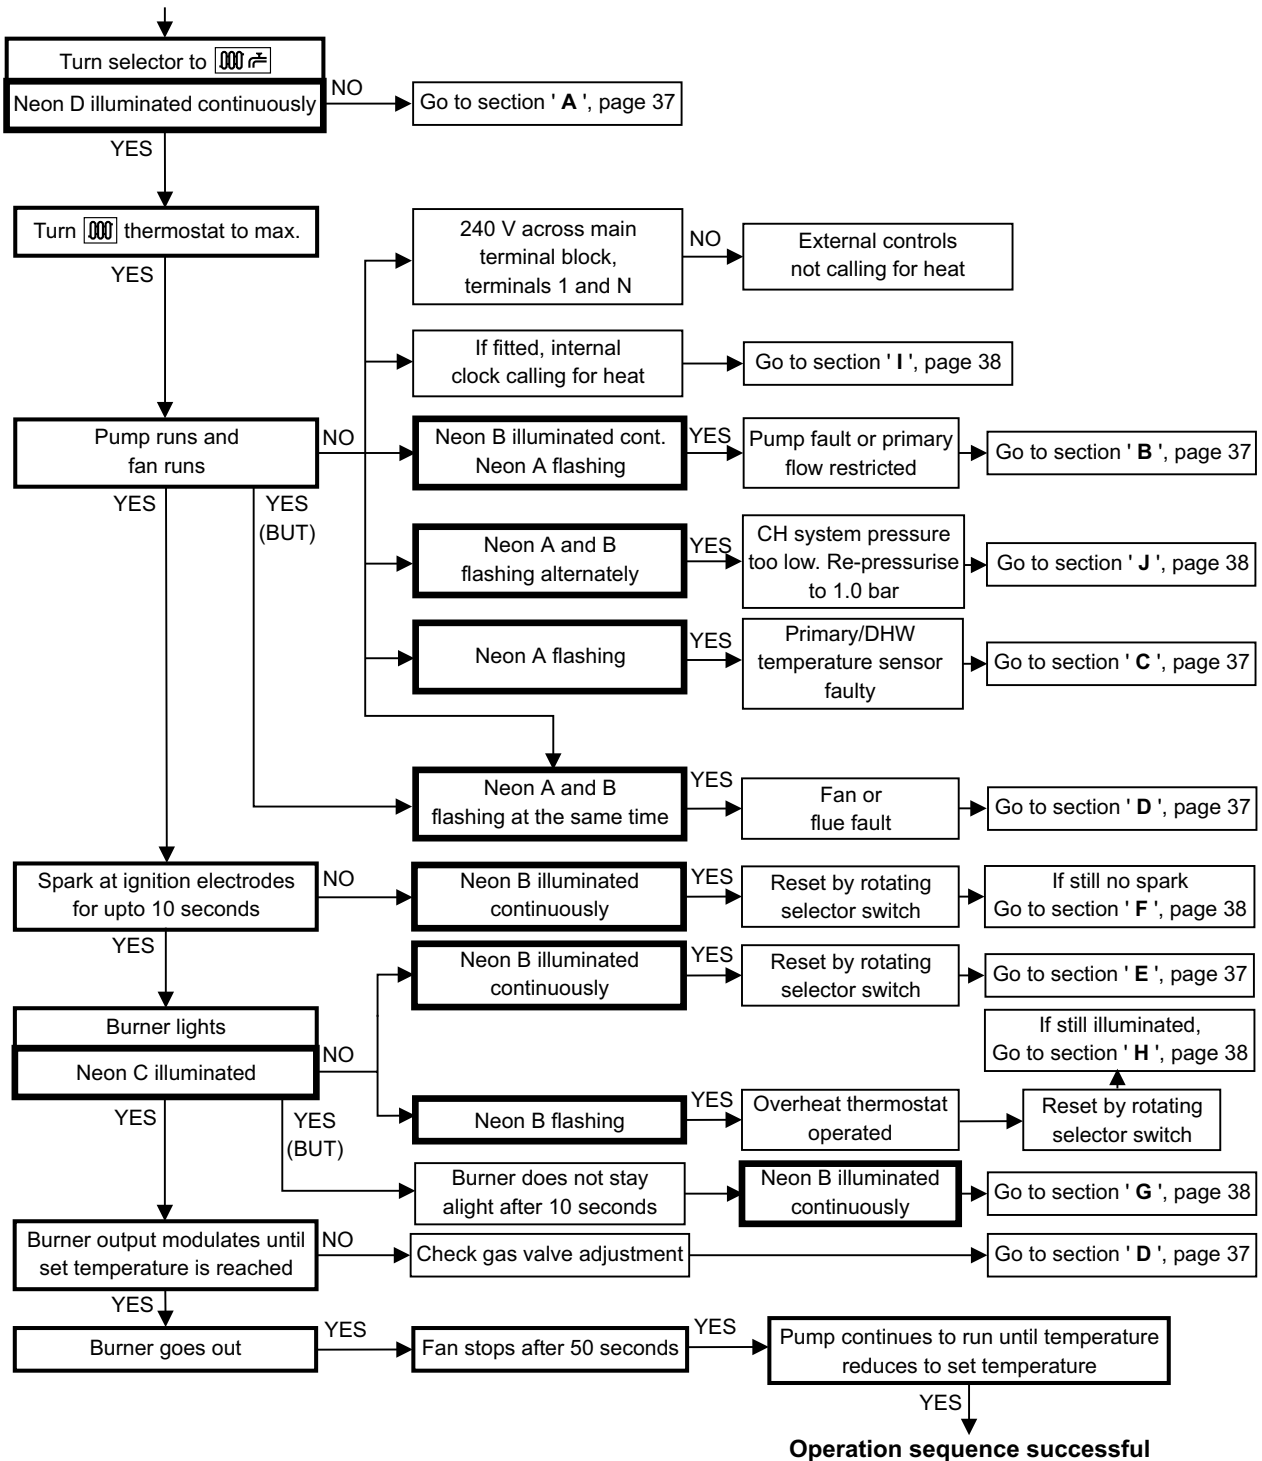 Turn selector to
Neon D illuminated continuously
NO
Go to section ' A ', page 37
YES
Turn thermostat to max.
YES
240 V across main
terminal block,
terminals 1 and N
NO
External controls
not calling for heat
If fitted, internal
clock calling for heat
Go to section ' I ', page 38
Pump runs and
fan runs
NO
Neon B illuminated cont.
Neon A flashing
YES
Pump fault or primary
flow restricted
Go to section ' B ', page 37
YES
YES
(BUT)
Neon A and B
flashing alternately
YES
CH system pressure
too low. Re-pressurise
to 1.0 bar
Go to section ' J ', page 38
Neon A flashing
YES
Primary/DHW
temperature sensor
faulty
Go to section ' C ', page 37
Neon A and B
flashing at the same time
YES
Fan or
flue fault
Go to section ' D ', page 37
Spark at ignition electrodes
for upto 10 seconds
NO
Neon B illuminated
continuously
YES
Reset by rotating
selector switch
If still no spark
Go to section ' F ', page 38
YES
Neon B illuminated
continuously
YES
Reset by rotating
selector switch
Go to section ' E ', page 37
Burner lights
Neon C illuminated
NO
If still illuminated,
Go to section ' H ', page 38
Neon B flashing
YES
Overheat thermostat
operated
Reset by rotating
selector switch
YES
YES
(BUT)
Burner does not stay
alight after 10 seconds
Neon B illuminated
continuously
Go to section ' G ', page 38
Burner output modulates until
set temperature is reached
NO
Check gas valve adjustment
Go to section ' D ', page 37
YES
Burner goes out
YES
Fan stops after 50 seconds
YES
Pump continues to run until temperature
reduces to set temperature
YES
Operation sequence successful